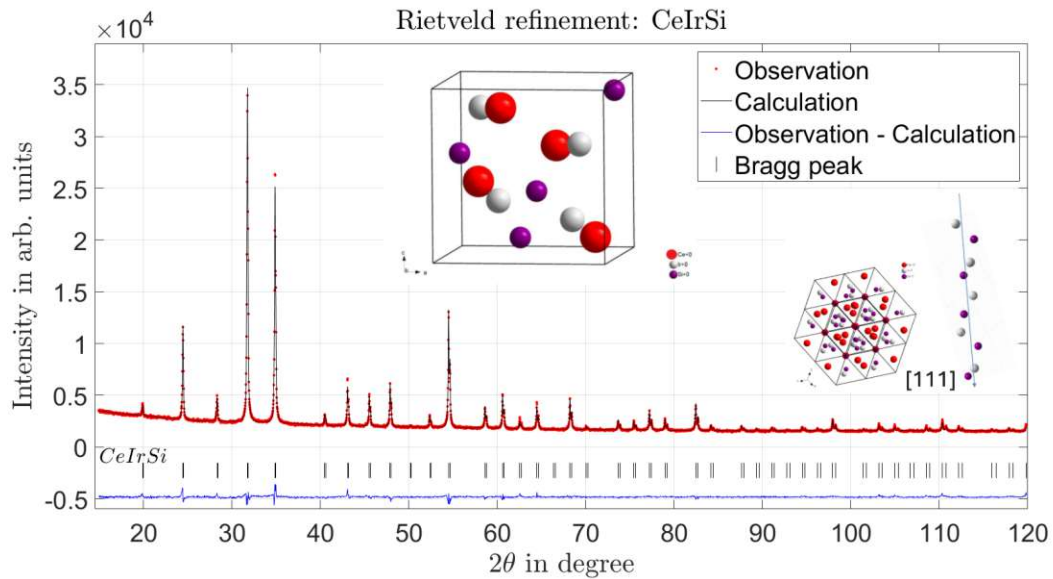 Rietveld refinement: CeIrSi
×10⁴
3.5
3
2.5
2
1.5
1
0.5
0
-0.5
Intensity in arb. units
Observation
Calculation
Observation - Calculation
Bragg peak
[111]
CeIrSi
20 30 40 50 60 70 80 90 100 110 120
2θ in degree